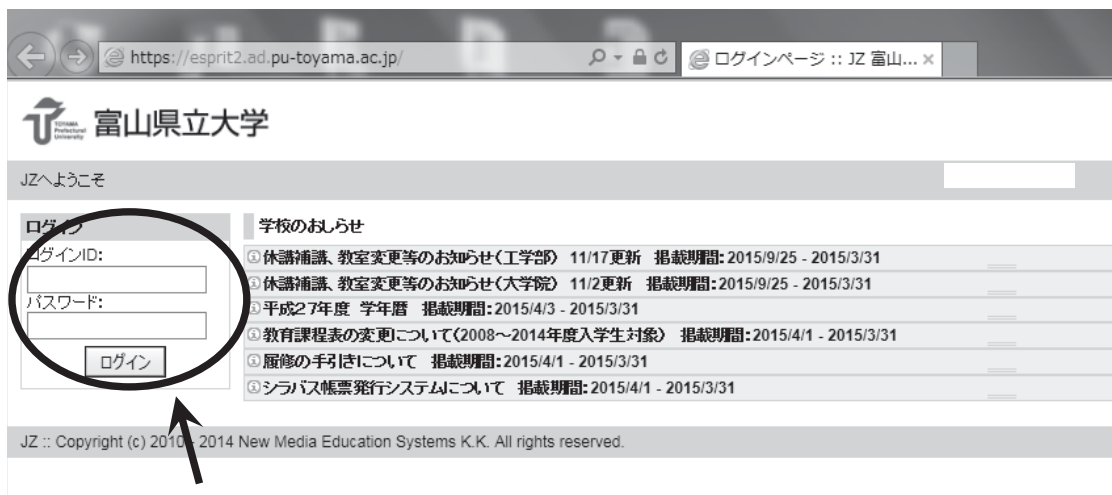 https://esprit2.ad.pu-toyama.ac.jp/
ログインページ :: JZ 富山...
TOYAMA Prefectural University
富山県立大学
JZへようこそ
ログイン
ログインID:
パスワード:
ログイン
学校のおしらせ
休講補講、教室変更等のお知らせ(工学部) 11/17更新 掲載期間:2015/9/25 - 2015/3/31
休講補講、教室変更等のお知らせ(大学院) 11/2更新 掲載期間:2015/9/25 - 2015/3/31
平成27年度 学年暦 掲載期間:2015/4/3 - 2015/3/31
教育課程表の変更について(2008~2014年度入学生対象) 掲載期間:2015/4/1 - 2015/3/31
履修の手引きについて 掲載期間:2015/4/1 - 2015/3/31
シラバス帳票発行システムについて 掲載期間:2015/4/1 - 2015/3/31
JZ :: Copyright (c) 2010 - 2014 New Media Education Systems K.K. All rights reserved.